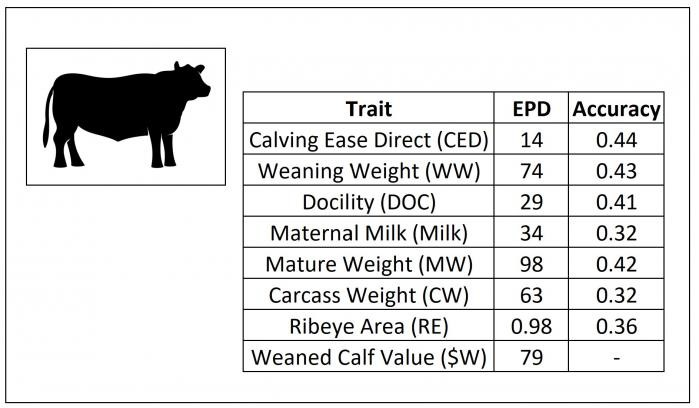 Trait EPD Accuracy
Calving Ease Direct (CED) 14 0.44
Weaning Weight (WW) 74 0.43
Docility (DOC) 29 0.41
Maternal Milk (Milk) 34 0.32
Mature Weight (MW) 98 0.42
Carcass Weight (CW) 63 0.32
Ribeye Area (RE) 0.98 0.36
Weaned Calf Value ($W) 79 -